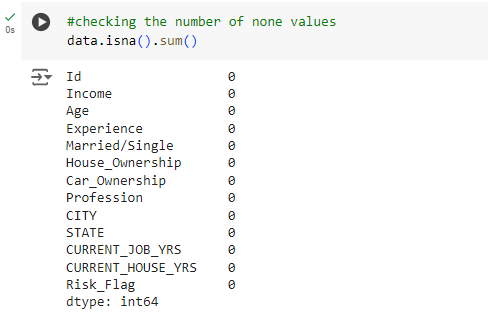 #checking the number of none values
0s
data.isna().sum()
Id 0
Income 0
Age 0
Experience 0
Married/Single 0
House_Ownership 0
Car_Ownership 0
Profession 0
CITY 0
STATE 0
CURRENT_JOB_YRS 0
CURRENT_HOUSE_YRS 0
Risk_Flag 0
dtype: int64